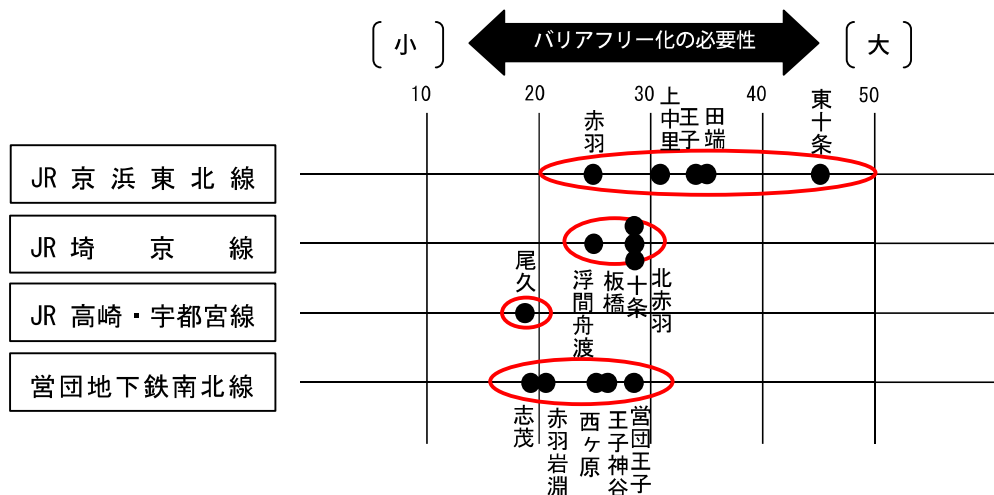 〔小〕
バリアフリー化の必要性
〔大〕
10
20
30
40
50
赤羽
上中里
王子
田端
東十条
JR 京浜東北線
JR 埼京線
尾久
浮間舟渡
板橋
十条
北赤羽
JR 高崎・宇都宮線
営団地下鉄南北線
志茂
赤羽岩淵
西ヶ原
王子神谷
営団王子